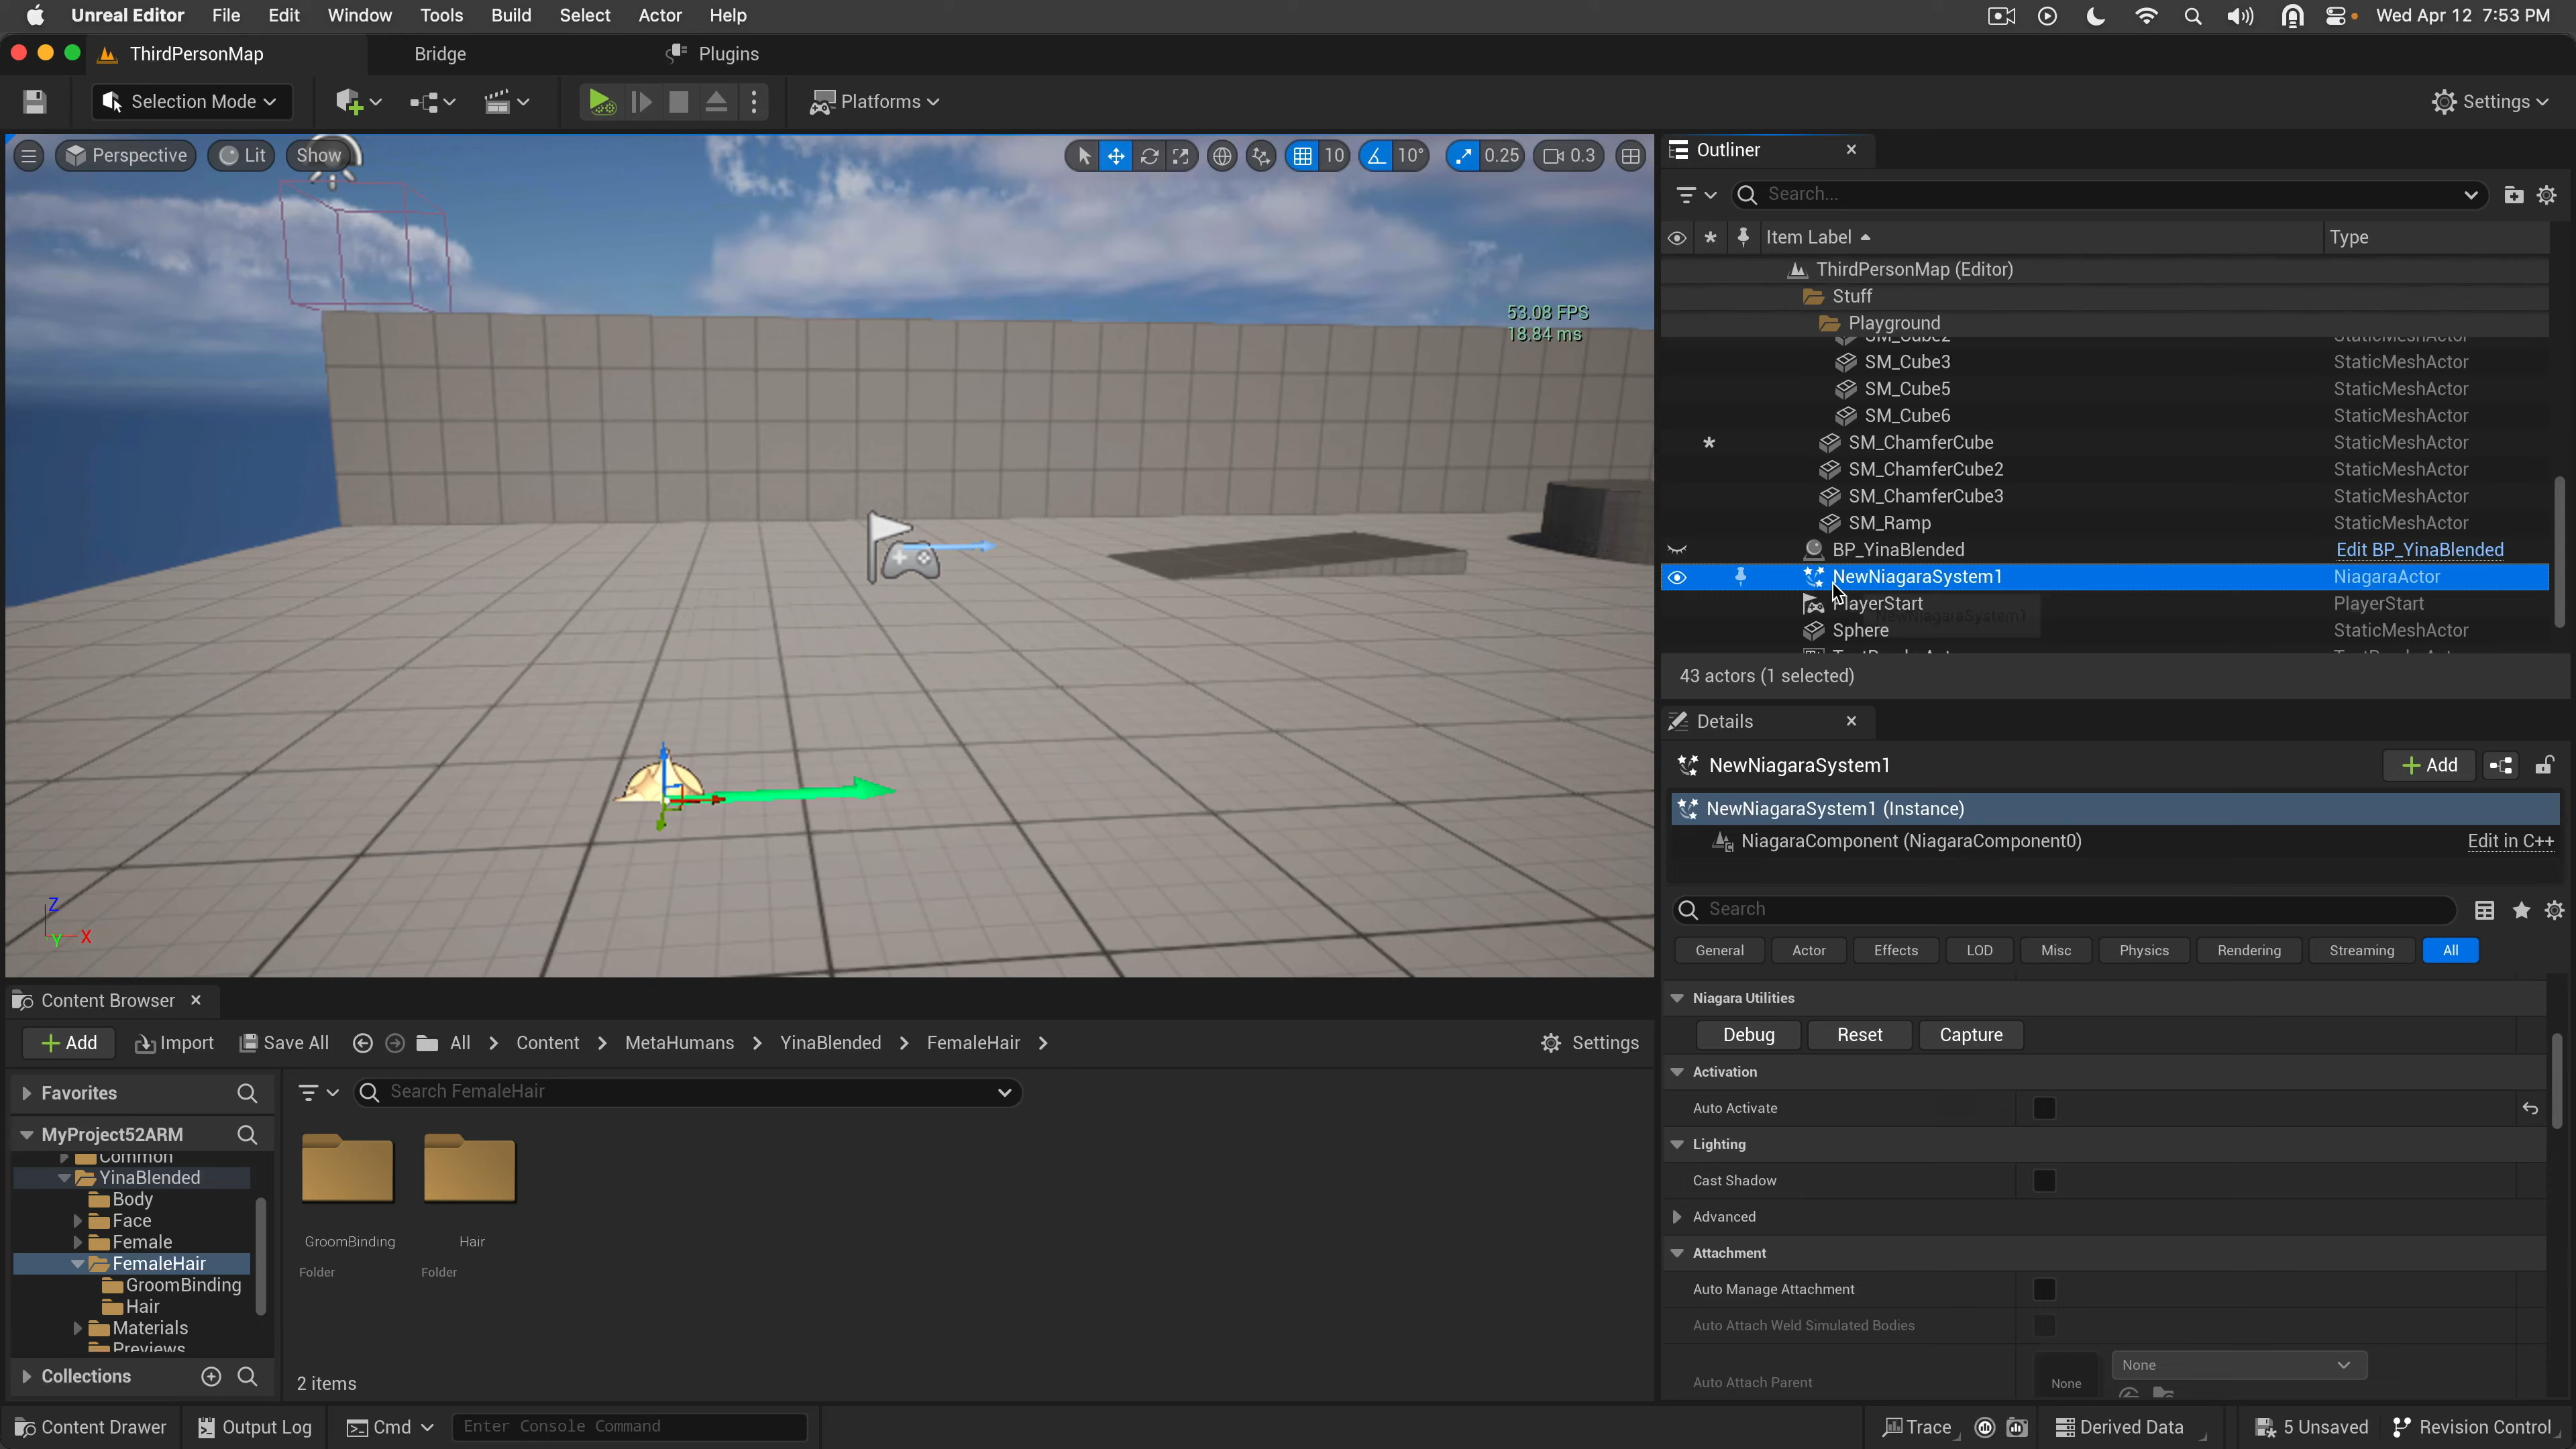 Unreal Editor File Edit Window Tools Build Select Actor Help Wed Apr 12 7:53 PM
ThirdPersonMap Bridge Plugins
Selection Mode Platforms Settings
Perspective Lit Show 10 10° 0.25 0.3
53.08 FPS
18.84 ms
Z
Y X
Outliner
Search...
Item Label Type
ThirdPersonMap (Editor)
Stuff
Playground
SM_Cube2 StaticMeshActor
SM_Cube3 StaticMeshActor
SM_Cube5 StaticMeshActor
SM_Cube6 StaticMeshActor
* SM_ChamferCube StaticMeshActor
SM_ChamferCube2 StaticMeshActor
SM_ChamferCube3 StaticMeshActor
SM_Ramp StaticMeshActor
BP_YinaBlended Edit BP_YinaBlended
NewNiagaraSystem1 NiagaraActor
PlayerStart PlayerStart
NewNiagaraSystem1
Sphere StaticMeshActor
43 actors (1 selected)
Details
NewNiagaraSystem1 Add
NewNiagaraSystem1 (Instance)
NiagaraComponent (NiagaraComponent0) Edit in C++
Search
General Actor Effects LOD Misc Physics Rendering Streaming All
Niagara Utilities
Debug Reset Capture
Activation
Auto Activate
Lighting
Cast Shadow
Advanced
Attachment
Auto Manage Attachment
Auto Attach Weld Simulated Bodies
Auto Attach Parent None None
Content Browser
Add Import Save All All Content MetaHumans YinaBlended FemaleHair Settings
Favorites
MyProject52ARM
Common
YinaBlended
Body
Face
Female
FemaleHair
GroomBinding
Hair
Materials
Previews
Collections
Search FemaleHair
GroomBinding Hair
Folder Folder
2 items
Content Drawer Output Log Cmd Enter Console Command Trace Derived Data 5 Unsaved Revision Control